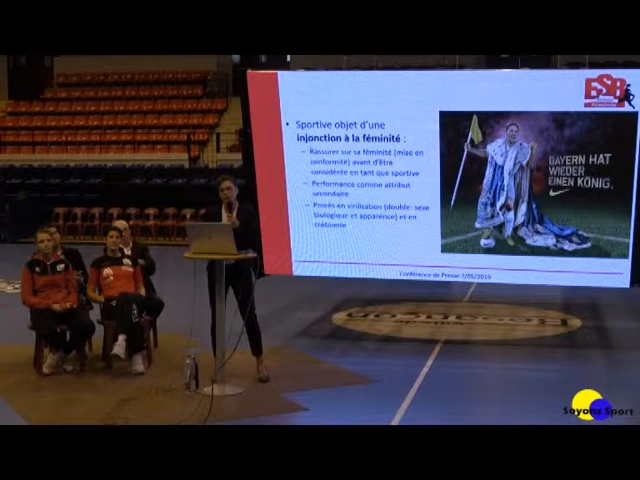 ESB
• Sportive objet d'une
injonction à la féminité :
– Rassurer sur sa féminité (mise en
conformité) avant d'être
considérée en tant que sportive
– Performance comme attribut
secondaire
– Procès en virilisation (double: sexe
biologique et apparence) et en
BAYERN HAT
WIEDER
EINEN KÖNIG.
Conférence de Presse 7/05/2019
Soyons Sport